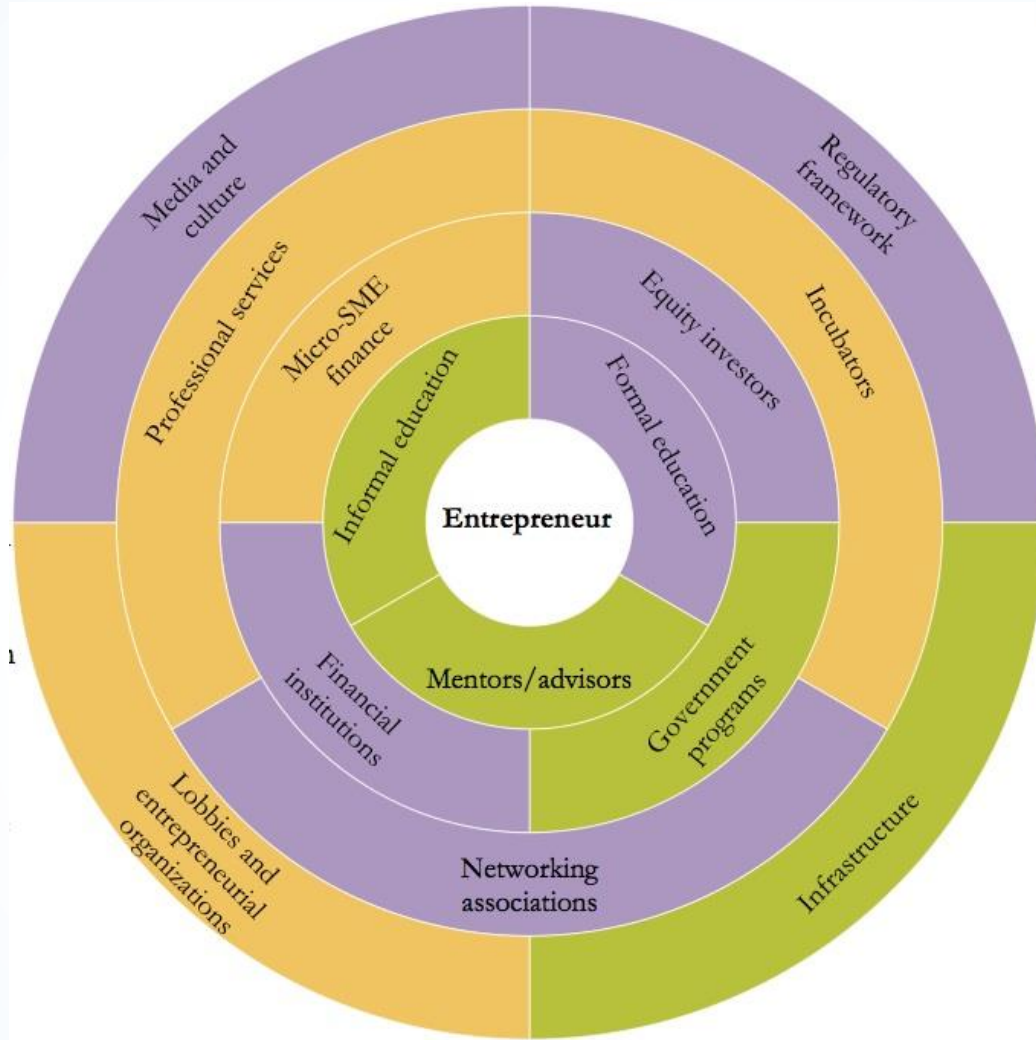 Media and
culture
Regulatory
framework
Professional services
Incubators
Micro-SME
finance
Equity investors
Informal education
Formal education
Entrepreneur
Mentors/advisors
Financial
institutions
Government
programs
Lobbies and
entrepreneurial
organizations
Networking
associations
Infrastructure